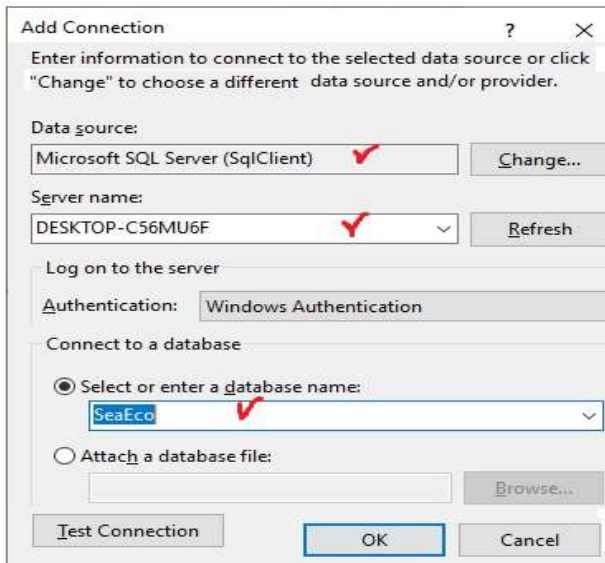 Add Connection ? ×
Enter information to connect to the selected data source or click
"Change" to choose a different data source and/or provider.
Data source:
Microsoft SQL Server (SqlClient) Change...
Server name:
DESKTOP-C56MU6F Refresh
Log on to the server
Authentication: Windows Authentication
Connect to a database
Select or enter a database name:
SeaEco
Attach a database file:
Browse...
Test Connection OK Cancel